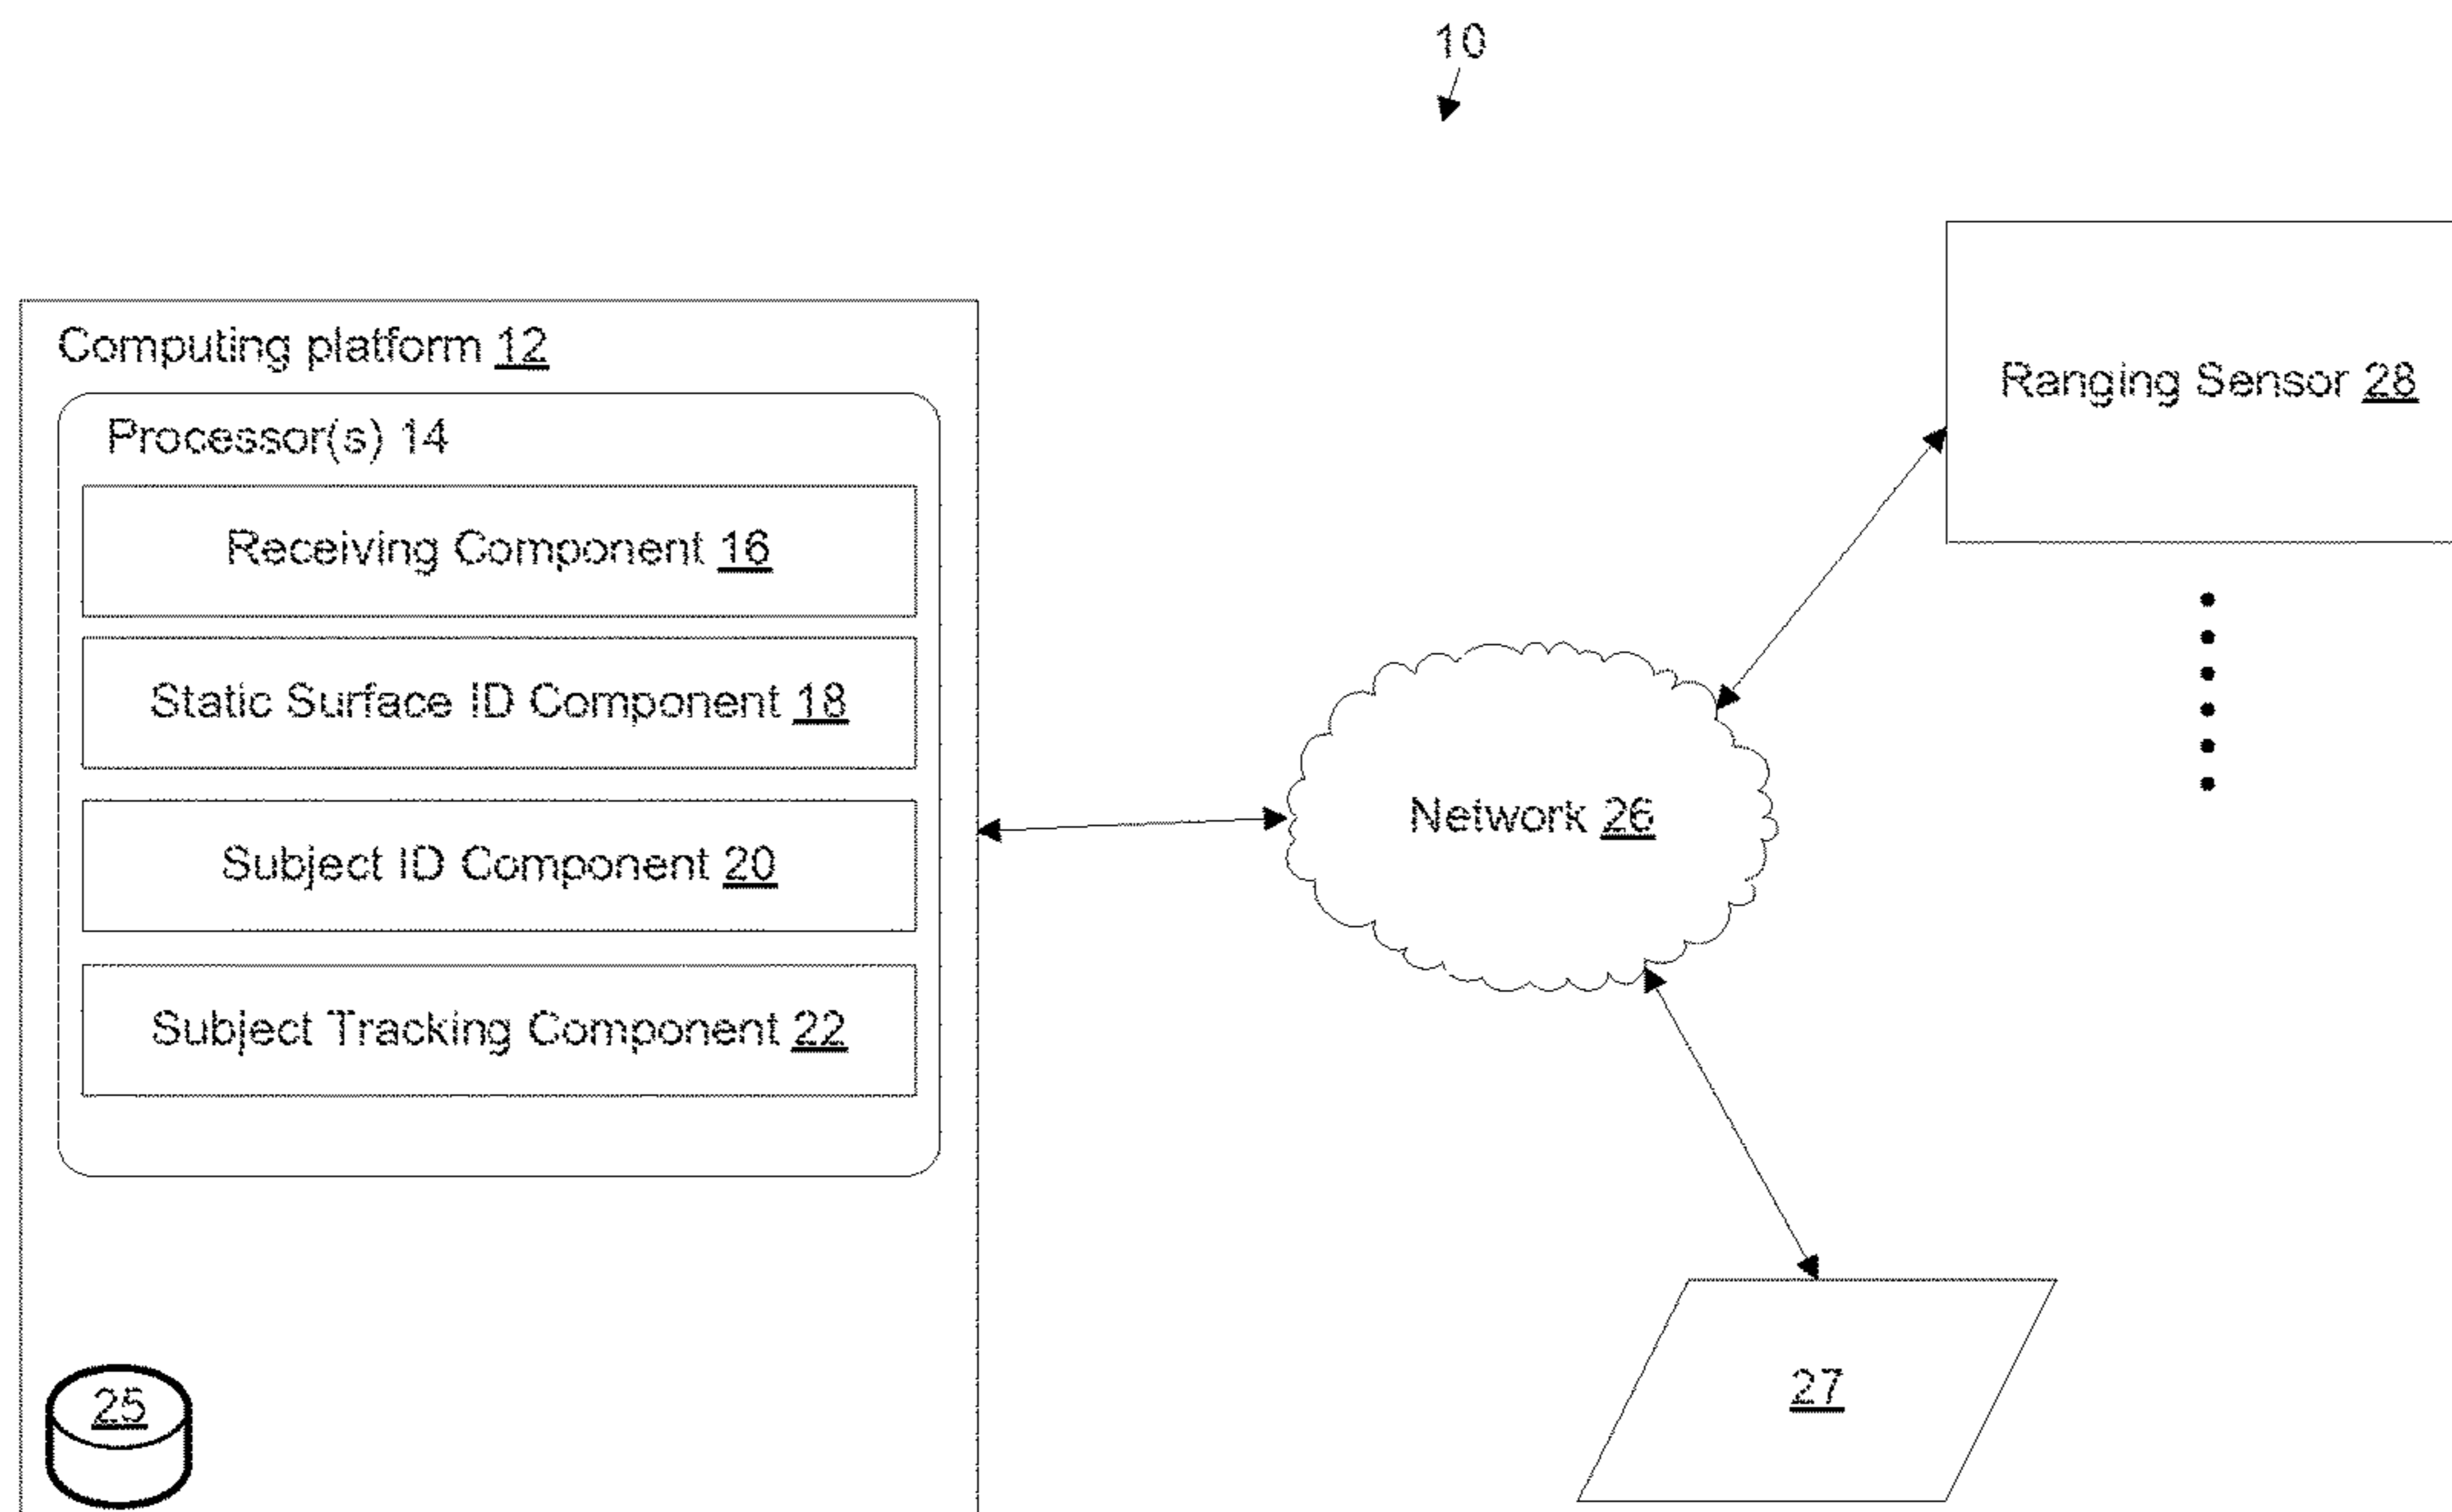 10
Computing platform 12
Processor(s) 14
Receiving Component 16
Static Surface ID Component 18
Subject ID Component 20
Subject Tracking Component 22
25
Network 26
Ranging Sensor 28
27